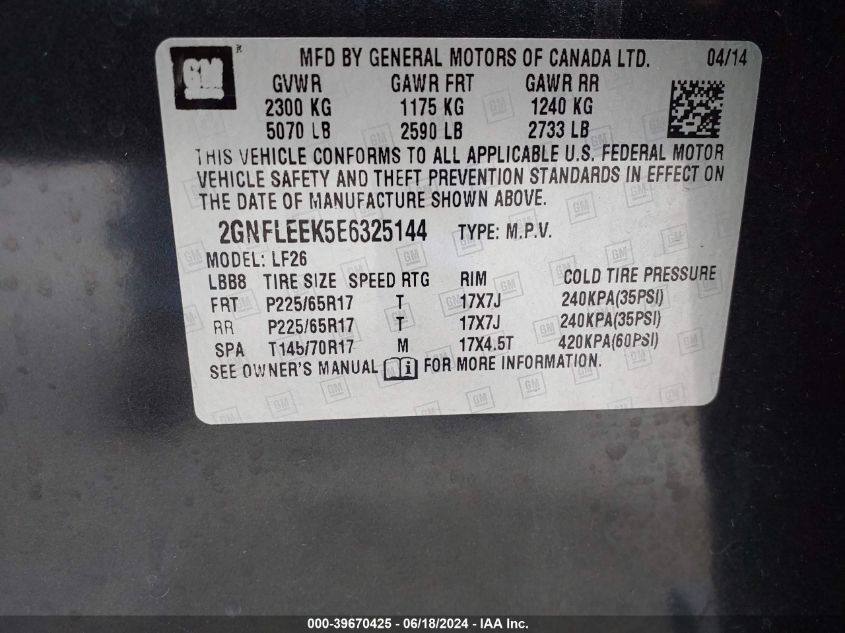 GM ® MFD BY GENERAL MOTORS OF CANADA LTD. 04/14
GVWR GAWR FRT GAWR RR
2300 KG 1175 KG 1240 KG
5070 LB 2590 LB 2733 LB
THIS VEHICLE CONFORMS TO ALL APPLICABLE U.S. FEDERAL MOTOR
VEHICLE SAFETY AND THEFT PREVENTION STANDARDS IN EFFECT ON
THE DATE OF MANUFACTURE SHOWN ABOVE.
2GNFLEEK5E6325144 TYPE: M.P.V.
MODEL: LF26
LBB8 TIRE SIZE SPEED RTG RIM COLD TIRE PRESSURE
FRT P225/65R17 T 17X7J 240KPA(35PSI)
RR P225/65R17 T 17X7J 240KPA(35PSI)
SPA T145/70R17 M 17X4.5T 420KPA(60PSI)
SEE OWNER'S MANUAL i FOR MORE INFORMATION.
000-39670425 - 06/18/2024 - IAA Inc.